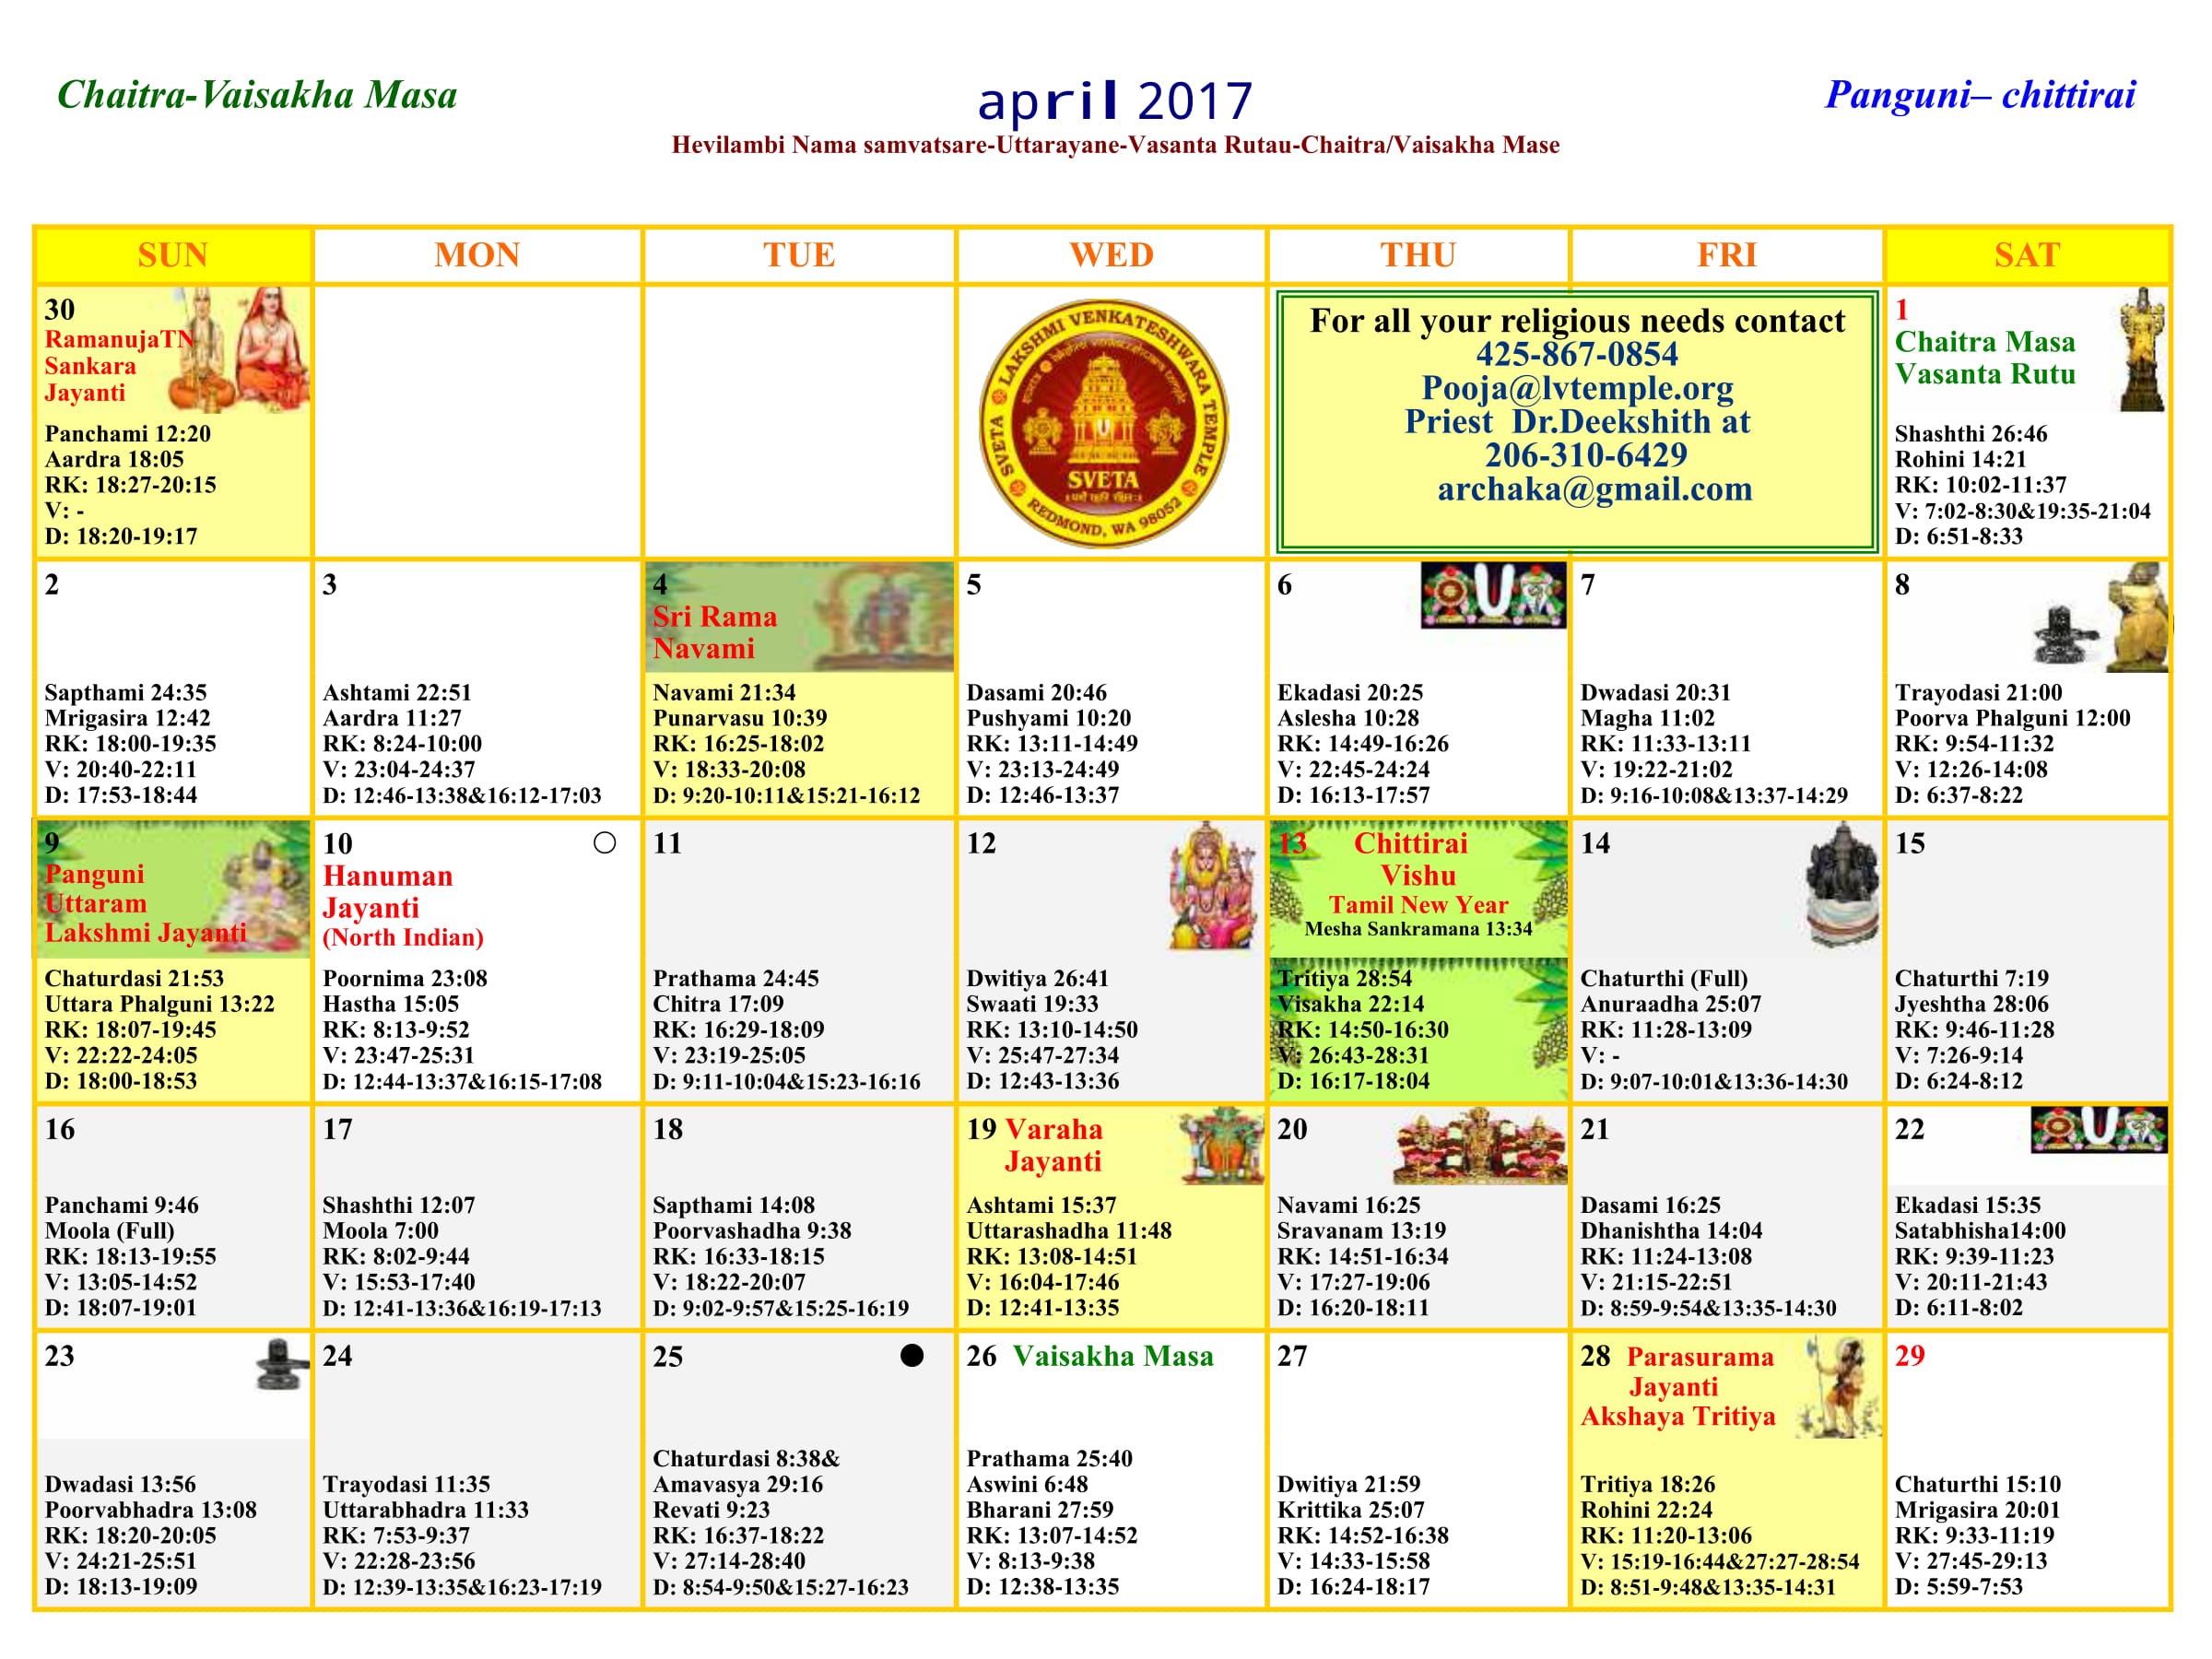 Chaitra-Vaisakha Masa
april 2017
Panguni– chittirai
Hevilambi Nama samvatsare-Uttarayane-Vasanta Rutau-Chaitra/Vaisakha Mase
SUN
MON
TUE
WED
THU
FRI
SAT
30
RamanujaTN
Sankara
Jayanti
Panchami 12:20
Aardra 18:05
RK: 18:27-20:15
V: -
D: 18:20-19:17
SVETA LAKSHMI VENKATESHWARA TEMPLE
SVETA
REDMOND, WA 98052
For all your religious needs contact
425-867-0854
Pooja@lvtemple.org
Priest Dr.Deekshith at
206-310-6429
archaka@gmail.com
1
Chaitra Masa
Vasanta Rutu
Shashthi 26:46
Rohini 14:21
RK: 10:02-11:37
V: 7:02-8:30&19:35-21:04
D: 6:51-8:33
2
Sapthami 24:35
Mrigasira 12:42
RK: 18:00-19:35
V: 20:40-22:11
D: 17:53-18:44
3
Ashtami 22:51
Aardra 11:27
RK: 8:24-10:00
V: 23:04-24:37
D: 12:46-13:38&16:12-17:03
4
Sri Rama
Navami
Navami 21:34
Punarvasu 10:39
RK: 16:25-18:02
V: 18:33-20:08
D: 9:20-10:11&15:21-16:12
5
Dasami 20:46
Pushyami 10:20
RK: 13:11-14:49
V: 23:13-24:49
D: 12:46-13:37
6
Ekadasi 20:25
Aslesha 10:28
RK: 14:49-16:26
V: 22:45-24:24
D: 16:13-17:57
7
Dwadasi 20:31
Magha 11:02
RK: 11:33-13:11
V: 19:22-21:02
D: 9:16-10:08&13:37-14:29
8
Trayodasi 21:00
Poorva Phalguni 12:00
RK: 9:54-11:32
V: 12:26-14:08
D: 6:37-8:22
9
Panguni
Uttaram
Lakshmi Jayanti
Chaturdasi 21:53
Uttara Phalguni 13:22
RK: 18:07-19:45
V: 22:22-24:05
D: 18:00-18:53
10
Hanuman
Jayanti
(North Indian)
Poornima 23:08
Hastha 15:05
RK: 8:13-9:52
V: 23:47-25:31
D: 12:44-13:37&16:15-17:08
11
Prathama 24:45
Chitra 17:09
RK: 16:29-18:09
V: 23:19-25:05
D: 9:11-10:04&15:23-16:16
12
Dwitiya 26:41
Swaati 19:33
RK: 13:10-14:50
V: 25:47-27:34
D: 12:43-13:36
13 Chittirai
Vishu
Tamil New Year
Mesha Sankramana 13:34
Tritiya 28:54
Visakha 22:14
RK: 14:50-16:30
V: 26:43-28:31
D: 16:17-18:04
14
Chaturthi (Full)
Anuraadha 25:07
RK: 11:28-13:09
V: -
D: 9:07-10:01&13:36-14:30
15
Chaturthi 7:19
Jyeshtha 28:06
RK: 9:46-11:28
V: 7:26-9:14
D: 6:24-8:12
16
Panchami 9:46
Moola (Full)
RK: 18:13-19:55
V: 13:05-14:52
D: 18:07-19:01
17
Shashthi 12:07
Moola 7:00
RK: 8:02-9:44
V: 15:53-17:40
D: 12:41-13:36&16:19-17:13
18
Sapthami 14:08
Poorvashadha 9:38
RK: 16:33-18:15
V: 18:22-20:07
D: 9:02-9:57&15:25-16:19
19 Varaha
Jayanti
Ashtami 15:37
Uttarashadha 11:48
RK: 13:08-14:51
V: 16:04-17:46
D: 12:41-13:35
20
Navami 16:25
Sravanam 13:19
RK: 14:51-16:34
V: 17:27-19:06
D: 16:20-18:11
21
Dasami 16:25
Dhanishtha 14:04
RK: 11:24-13:08
V: 21:15-22:51
D: 8:59-9:54&13:35-14:30
22
Ekadasi 15:35
Satabhisha14:00
RK: 9:39-11:23
V: 20:11-21:43
D: 6:11-8:02
23
Dwadasi 13:56
Poorvabhadra 13:08
RK: 18:20-20:05
V: 24:21-25:51
D: 18:13-19:09
24
Trayodasi 11:35
Uttarabhadra 11:33
RK: 7:53-9:37
V: 22:28-23:56
D: 12:39-13:35&16:23-17:19
25
Chaturdasi 8:38&
Amavasya 29:16
Revati 9:23
RK: 16:37-18:22
V: 27:14-28:40
D: 8:54-9:50&15:27-16:23
26 Vaisakha Masa
Prathama 25:40
Aswini 6:48
Bharani 27:59
RK: 13:07-14:52
V: 8:13-9:38
D: 12:38-13:35
27
Dwitiya 21:59
Krittika 25:07
RK: 14:52-16:38
V: 14:33-15:58
D: 16:24-18:17
28 Parasurama
Jayanti
Akshaya Tritiya
Tritiya 18:26
Rohini 22:24
RK: 11:20-13:06
V: 15:19-16:44&27:27-28:54
D: 8:51-9:48&13:35-14:31
29
Chaturthi 15:10
Mrigasira 20:01
RK: 9:33-11:19
V: 27:45-29:13
D: 5:59-7:53